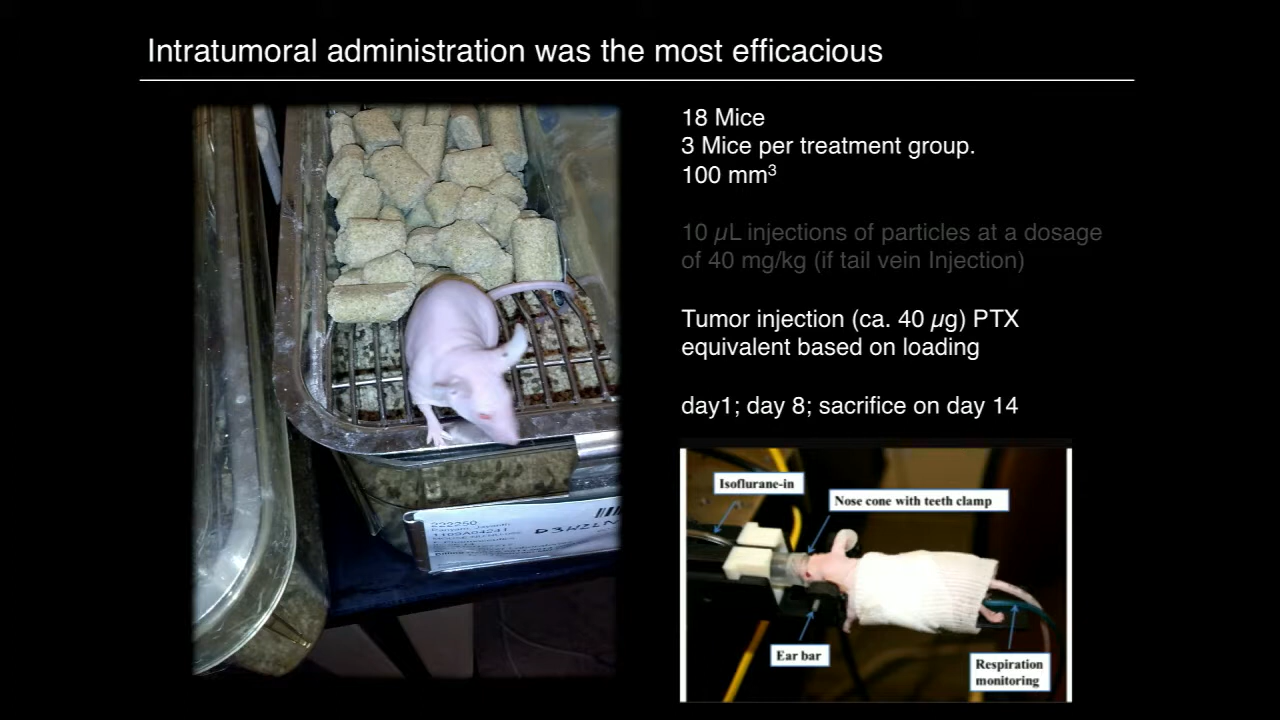 Intratumoral administration was the most efficacious
18 Mice
3 Mice per treatment group.
100 mm³
10 µL injections of particles at a dosage
of 40 mg/kg (if tail vein Injection)
Tumor injection (ca. 40 µg) PTX
equivalent based on loading
day1; day 8; sacrifice on day 14
222250
Isoflurane-in
Nose cone with teeth clamp
Ear bar
Respiration
monitoring